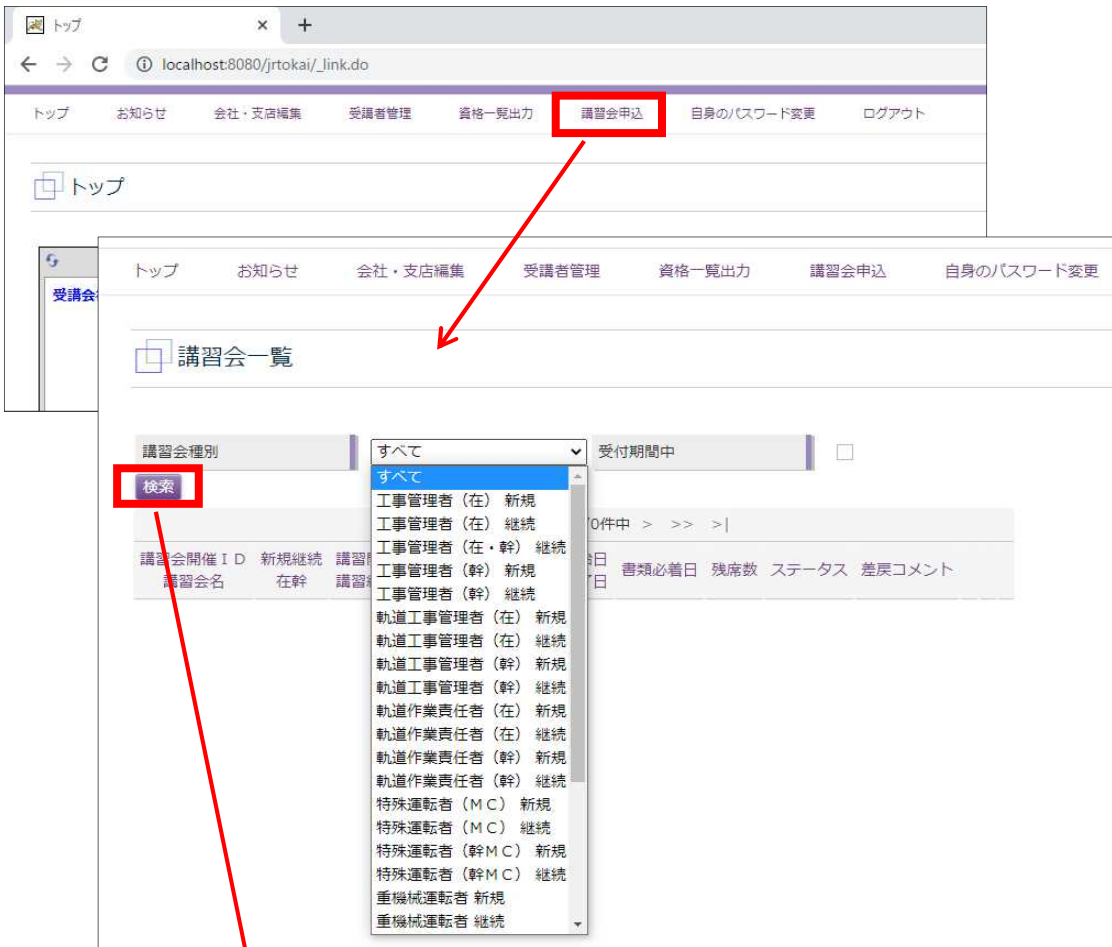 トップ
localhost:8080/jrtokai/_link.do
トップ お知らせ 会社・支店編集 受講者管理 資格一覧出力 講習会申込 自身のパスワード変更 ログアウト
トップ
受講会
トップ お知らせ 会社・支店編集 受講者管理 資格一覧出力 講習会申込 自身のパスワード変更
講習会一覧
講習会種別 すべて 受付期間中
検索
すべて
工事管理者（在） 新規
工事管理者（在） 継続
工事管理者（在・幹） 継続
工事管理者（幹） 新規
工事管理者（幹） 継続
軌道工事管理者（在） 新規
軌道工事管理者（在） 継続
軌道工事管理者（幹） 新規
軌道工事管理者（幹） 継続
軌道作業責任者（在） 新規
軌道作業責任者（在） 継続
軌道作業責任者（幹） 新規
軌道作業責任者（幹） 継続
特殊運転者（ＭＣ） 新規
特殊運転者（ＭＣ） 継続
特殊運転者（幹ＭＣ） 新規
特殊運転者（幹ＭＣ） 継続
重機械運転者 新規
重機械運転者 継続
/0件中 > >> >|
講習会開催ＩＤ 新規継続 講習 日 書類必着日 残席数 ステータス 差戻コメント
講習会名 在幹 講習 日